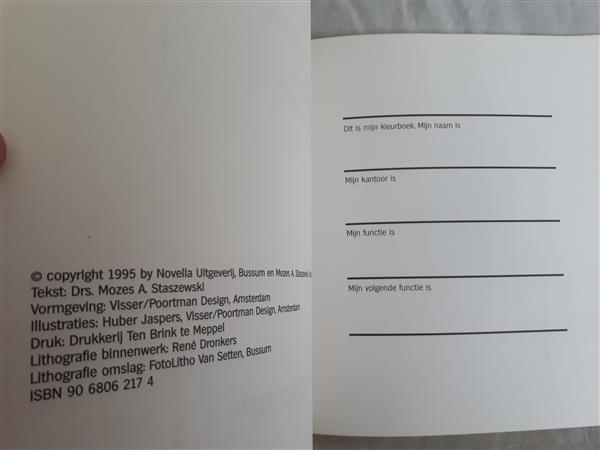 © copyright 1995 by Novella Uitgeverij, Bussum en Mozes A. Staszewski
Tekst: Drs. Mozes A. Staszewski
Vormgeving: Visser/Poortman Design, Amsterdam
Illustraties: Huber Jaspers, Visser/Poortman Design, Amsterdam
Druk: Drukkerij Ten Brink te Meppel
Lithografie binnenwerk: René Dronkers
Lithografie omslag: FotoLitho Van Setten, Bussum
ISBN 90 6806 217 4
Dit is mijn kleurboek. Mijn naam is
Mijn kantoor is
Mijn functie is
Mijn volgende functie is